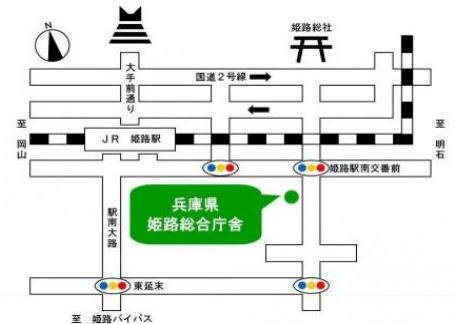 N
姫路総社
国道2号線
大手前通り
至 岡山
JR 姫路駅
至 明石
姫路駅南交番前
兵庫県
姫路総合庁舎
駅南大路
東延末
至 姫路バイパス